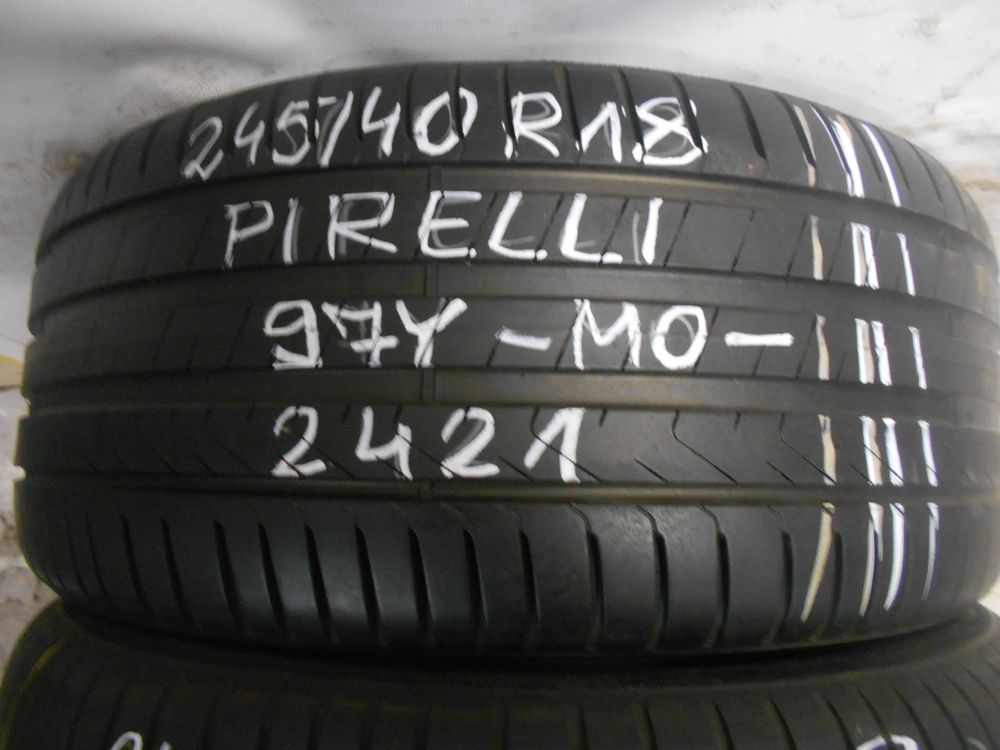 245/40 R18
PIRELLI
97Y -MO-
2421